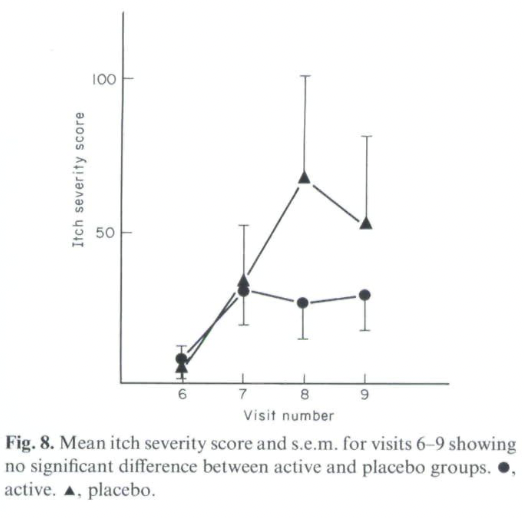 100
50
Itch severity score
6 7 8 9
Visit number
Fig. 8. Mean itch severity score and s.e.m. for visits 6–9 showing
no significant difference between active and placebo groups. ●,
active. ▲, placebo.